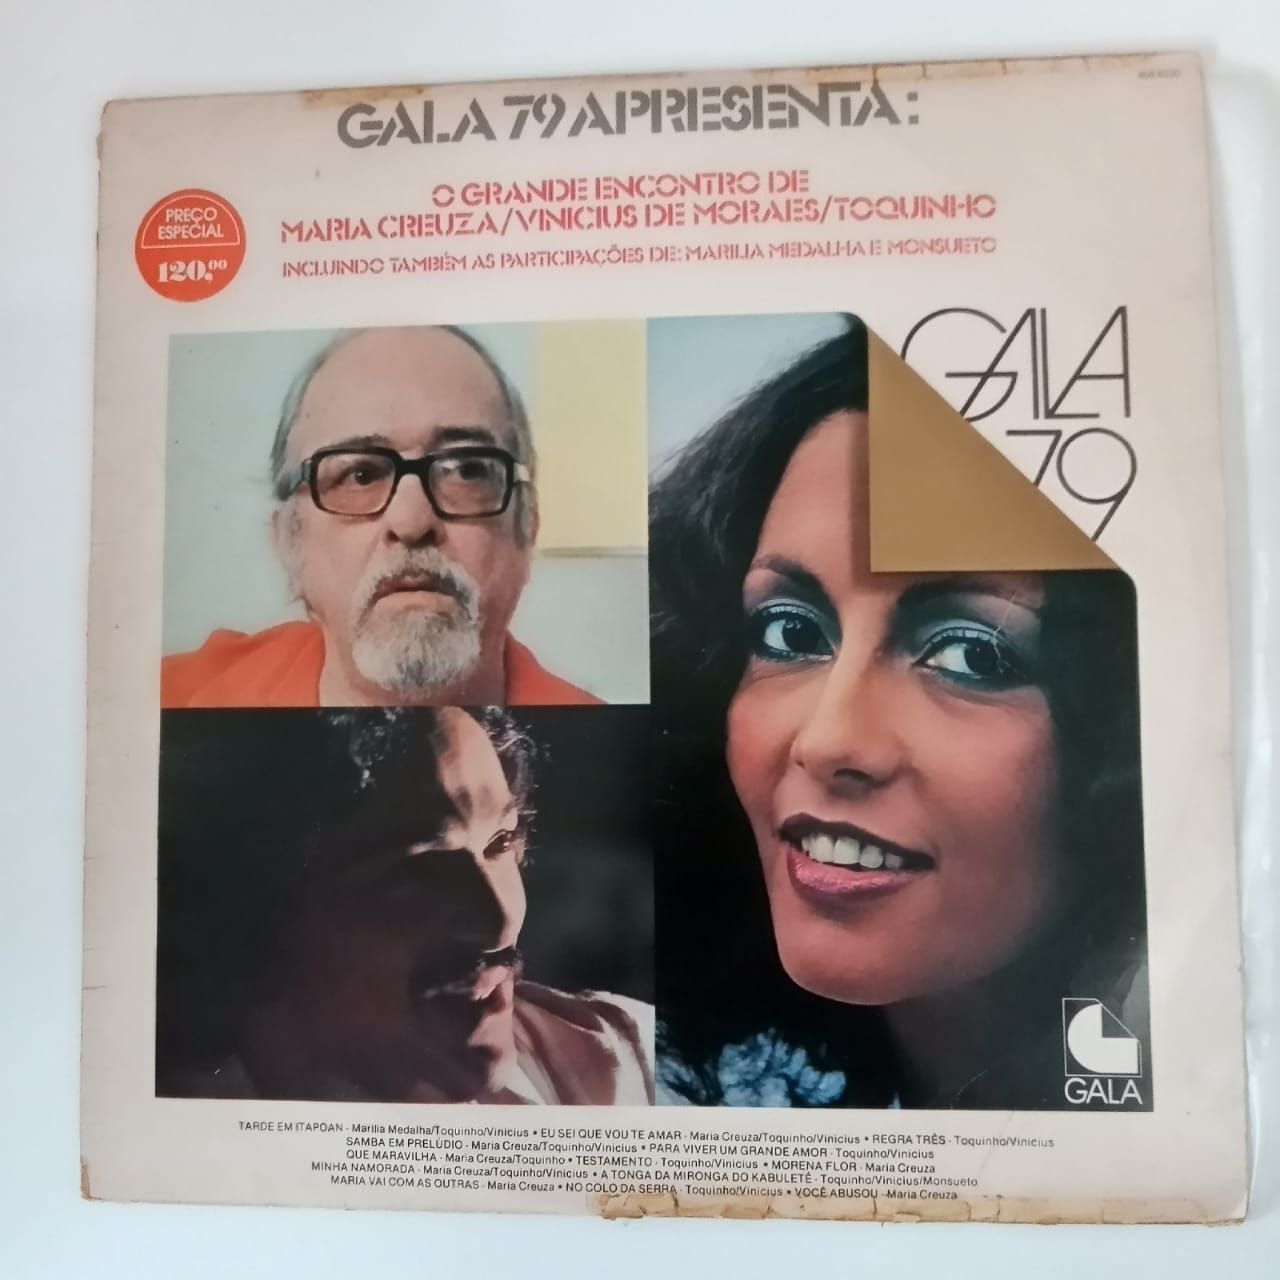 GALA 79 APRESENTA:
O GRANDE ENCONTRO DE
MARIA CREUZA/VINICIUS DE MORAES/TOQUINHO
INCLUINDO TAMBÉM AS PARTICIPAÇÕES DE: MARILIA MEDALHA E MONSUETO
PREÇO
ESPECIAL
120,00
GALA
79
GALA
TARDE EM ITAPOAN - Marilia Medalha/Toquinho/Vinicius • EU SEI QUE VOU TE AMAR - Maria Creuza/Toquinho/Vinicius • REGRA TRÊS - Toquinho/Vinicius
SAMBA EM PRELÚDIO - Maria Creuza/Toquinho/Vinicius • PARA VIVER UM GRANDE AMOR - Toquinho/Vinicius
QUE MARAVILHA - Maria Creuza/Toquinho • TESTAMENTO - Toquinho/Vinicius • MORENA FLOR - Maria Creuza
MINHA NAMORADA - Maria Creuza/Toquinho/Vinicius • A TONGA DA MIRONGA DO KABULETÊ - Toquinho/Vinicius/Monsueto
MARIA VAI COM AS OUTRAS - Maria Creuza • NO COLO DA SERRA - Toquinho/Vinicius • VOCÊ ABUSOU - Maria Creuza